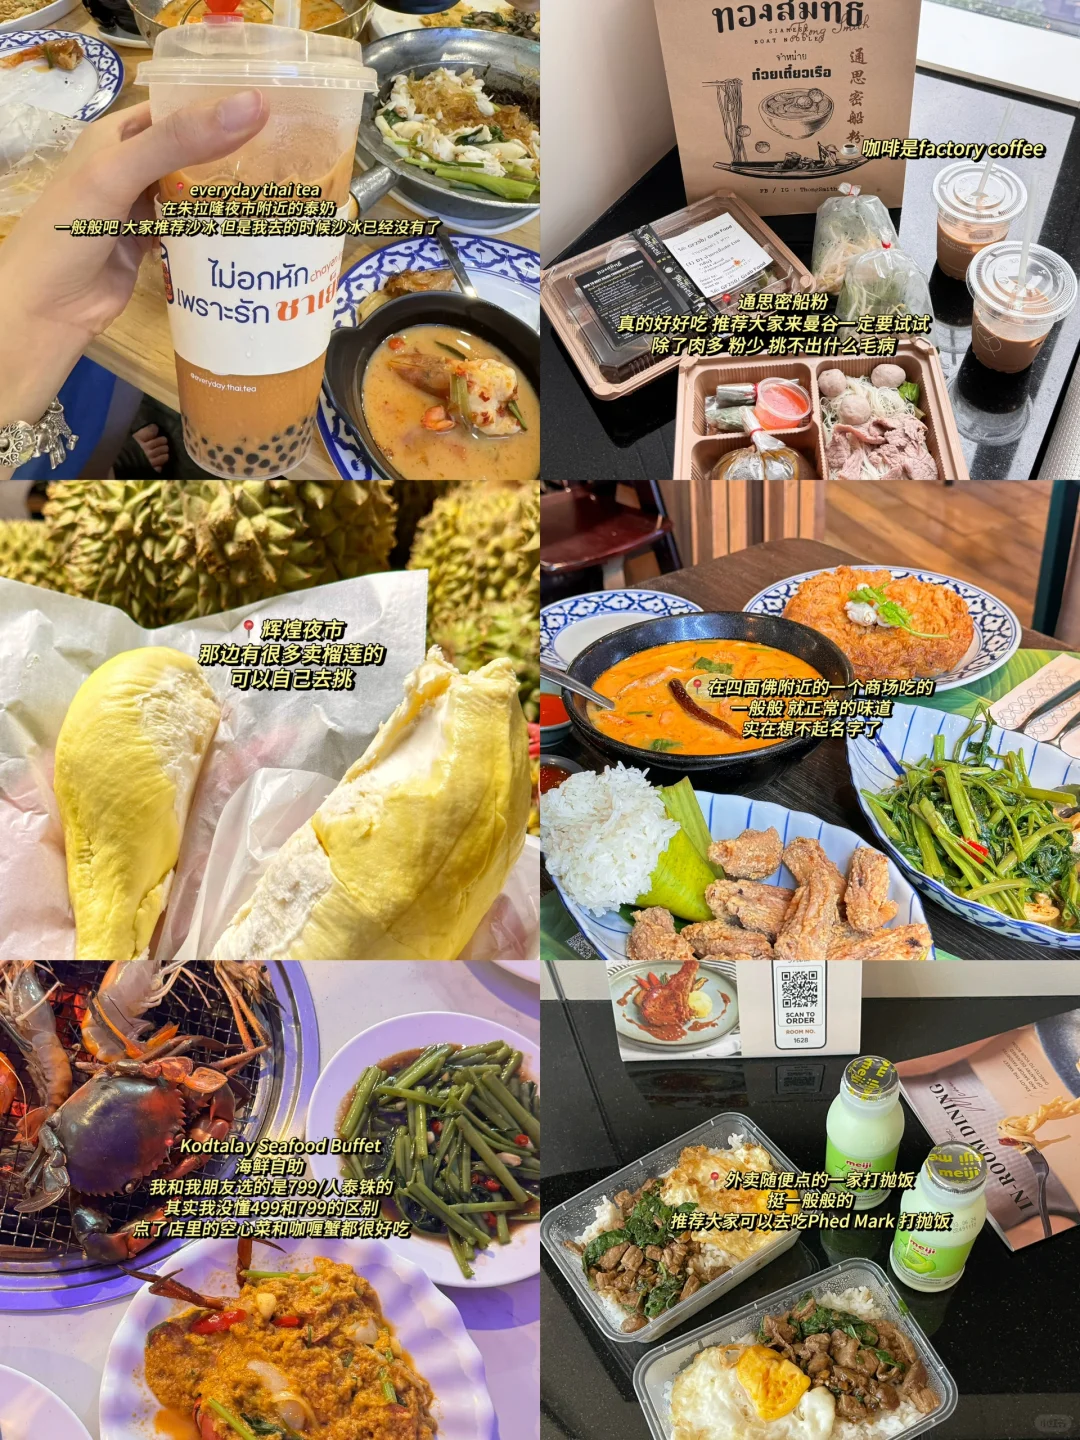 everyday thai tea
在朱拉隆夜市附近的泰奶
一般般吧 大家推荐沙冰 但是我去的时候沙冰已经没有了
ไม่อกหัก
เพราะรัก
@everyday.thai.tea
ทองสมิทธ์
SIAMESE
BOAT NOODLES
จำหน่าย
ก๋วยเตี๋ยวเรือ
通思密船粉
咖啡是factory coffee
通思密船粉
真的好好吃 推荐大家来曼谷一定要试试
除了肉多 粉少 挑不出什么毛病
辉煌夜市
那边有很多卖榴莲的
可以自己去挑
在四面佛附近的一个商场吃的
一般般 就正常的味道
实在想不起名字了
Kodtalay Seafood Buffet
海鲜自助
我和我朋友选的是799/人泰铢的
其实我没懂499和799的区别
点了店里的空心菜和咖喱蟹都很好吃
SCAN TO
ORDER
ROOM NO.
1628
IN-ROOM DINING
meiji
meiji
meiji
meiji
外卖随便点的一家打抛饭
挺一般般的
推荐大家可以去吃Phed Mark 打抛饭